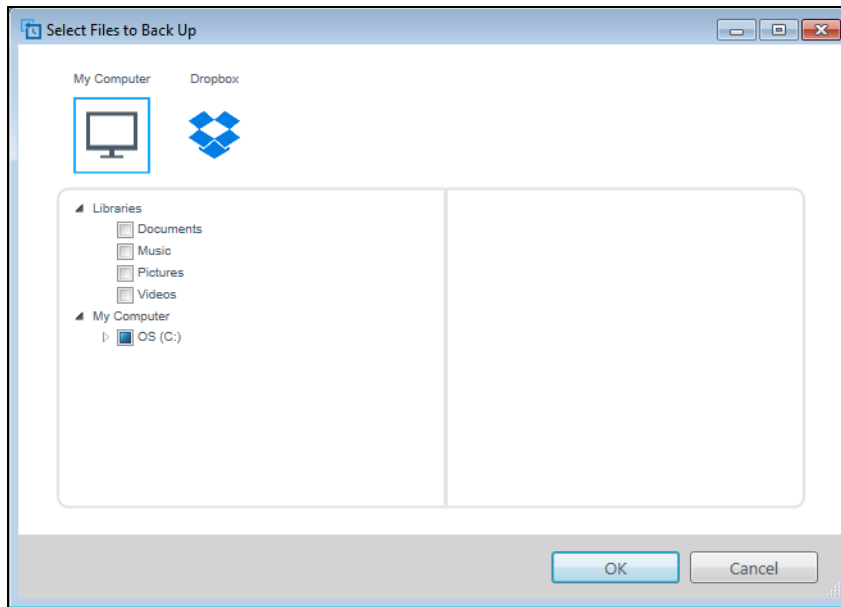 Select Files to Back Up
My Computer Dropbox
Libraries
Documents
Music
Pictures
Videos
My Computer
OS (C:)
OK Cancel